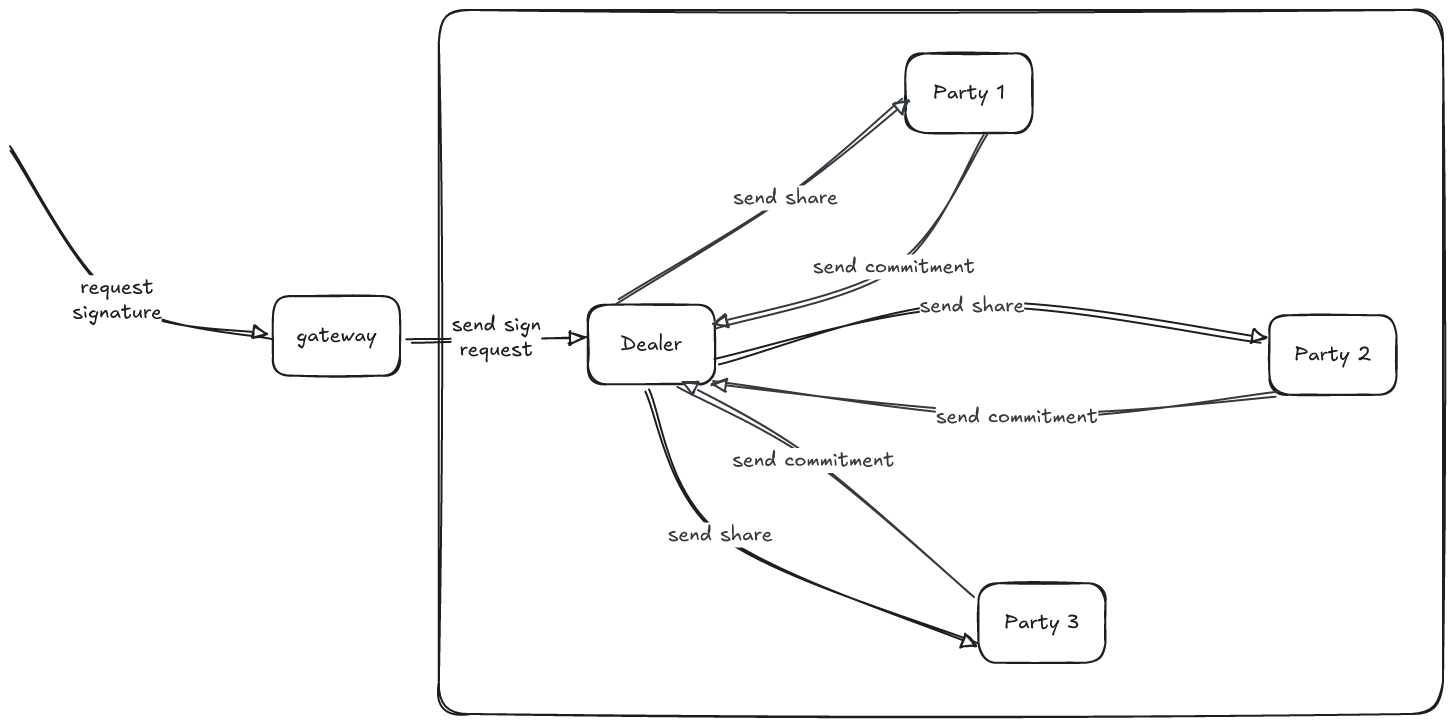 Party 1
send share
send commitment
request
signature
gateway
send sign
request
Dealer
send share
Party 2
send commitment
send commitment
send share
Party 3